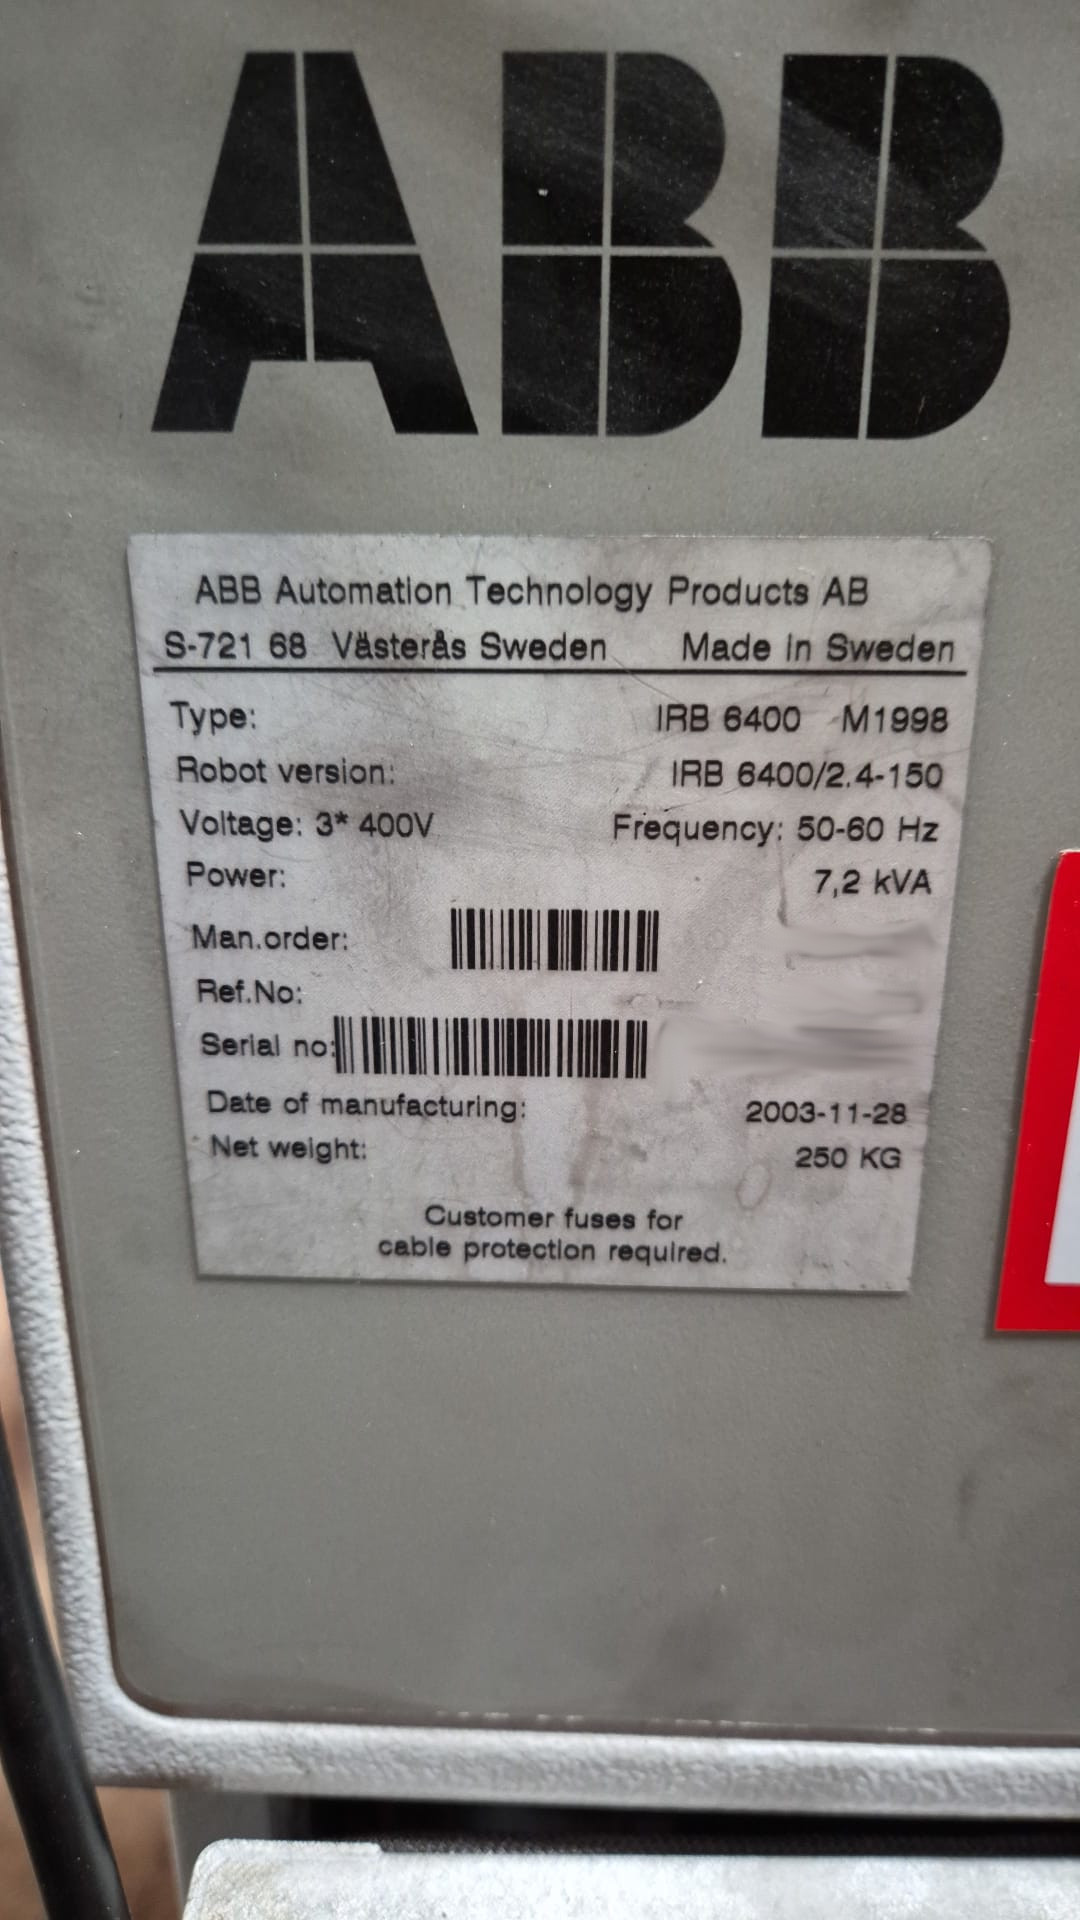 ABB
ABB Automation Technology Products AB
S-721 68 Västerås Sweden Made in Sweden
Type: IRB 6400 M1998
Robot version: IRB 6400/2.4-150
Voltage: 3* 400V Frequency: 50-60 Hz
Power: 7,2 kVA
Man.order:
Ref.No:
Serial no:
Date of manufacturing: 2003-11-28
Net weight: 250 KG
Customer fuses for
cable protection required.